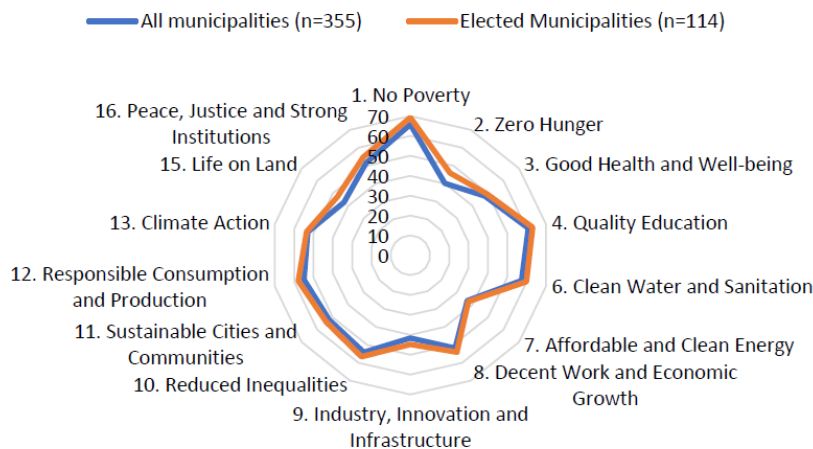 All municipalities (n=355)
Elected Municipalities (n=114)
1. No Poverty
2. Zero Hunger
3. Good Health and Well-being
4. Quality Education
6. Clean Water and Sanitation
7. Affordable and Clean Energy
8. Decent Work and Economic
Growth
9. Industry, Innovation and
Infrastructure
10. Reduced Inequalities
11. Sustainable Cities and
Communities
12. Responsible Consumption
and Production
13. Climate Action
15. Life on Land
16. Peace, Justice and Strong
Institutions
70
60
50
40
30
20
10
0